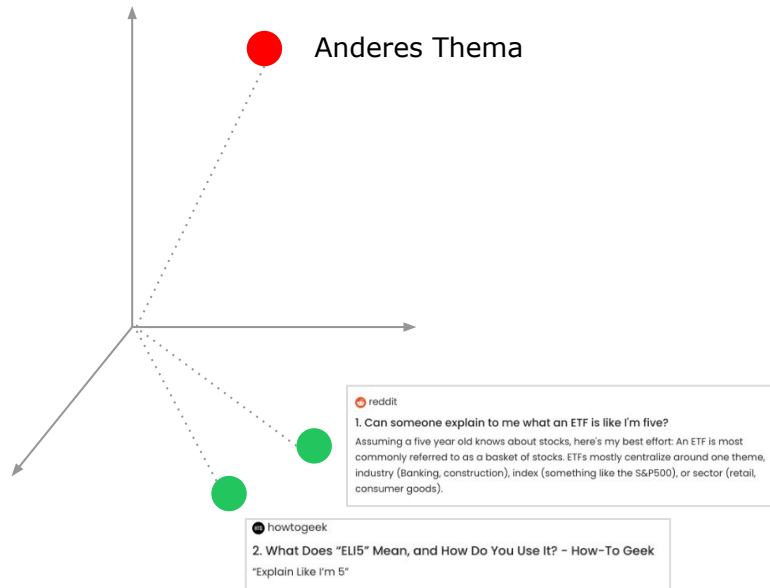 Anderes Thema
reddit
1. Can someone explain to me what an ETF is like I'm five?
Assuming a five year old knows about stocks, here's my best effort: An ETF is most
commonly referred to as a basket of stocks. ETFs mostly centralize around one theme,
industry (Banking, construction), index (something like the S&P500), or sector (retail,
consumer goods).
howtogeek
2. What Does “ELI5” Mean, and How Do You Use It? - How-To Geek
“Explain Like I’m 5”